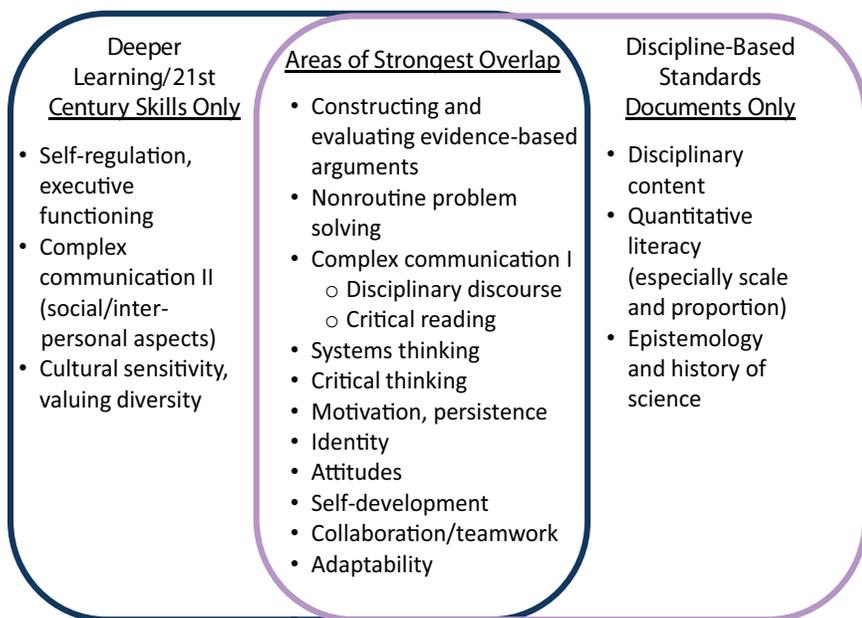 Deeper
Learning/21st
Century Skills Only
• Self-regulation,
executive
functioning
• Complex
communication II
(social/inter-
personal aspects)
• Cultural sensitivity,
valuing diversity
Areas of Strongest Overlap
• Constructing and
evaluating evidence-based
arguments
• Nonroutine problem
solving
• Complex communication I
o Disciplinary discourse
o Critical reading
• Systems thinking
• Critical thinking
• Motivation, persistence
• Identity
• Attitudes
• Self-development
• Collaboration/teamwork
• Adaptability
Discipline-Based
Standards
Documents Only
• Disciplinary
content
• Quantitative
literacy
(especially scale
and proportion)
• Epistemology
and history of
science